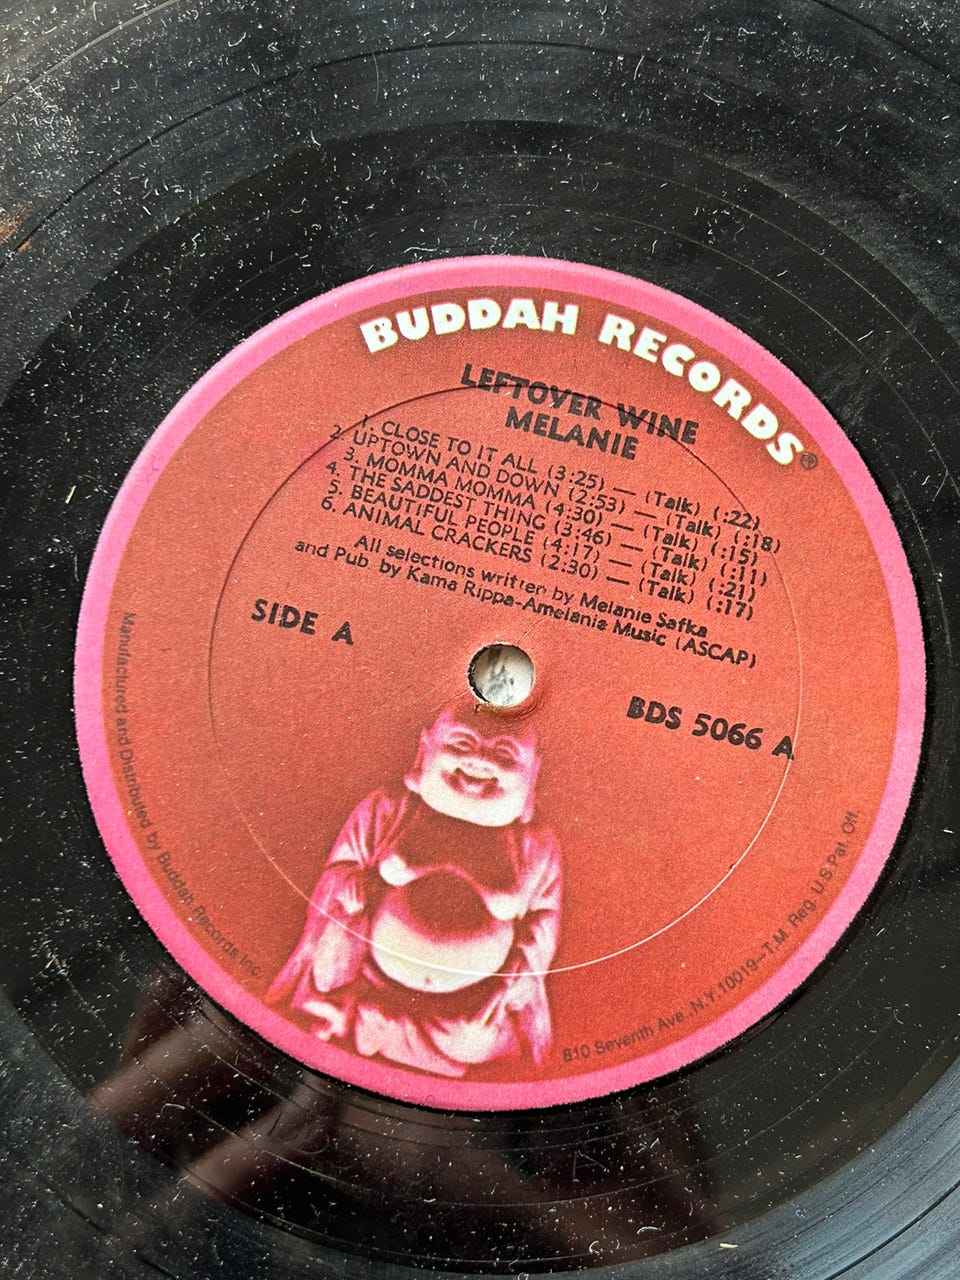 BUDDAH RECORDS®
LEFTOVER WINE
MELANIE
1. CLOSE TO IT ALL (3:25) — (Talk) (:22)
2. UPTOWN AND DOWN (2:53) — (Talk) (:18)
3. MOMMA MOMMA (4:30) — (Talk) (:15)
4. THE SADDEST THING (3:46) — (Talk) (:11)
5. BEAUTIFUL PEOPLE (4:17) — (Talk) (:21)
6. ANIMAL CRACKERS (2:30) — (Talk) (:17)
All selections written by Melanie Safka
and Pub. by Kama Rippa-Amelanie Music (ASCAP)
SIDE A
BDS 5066 A
Manufactured and Distributed by Buddah Records Inc.
810 Seventh Ave., N.Y. 10019—T.M. Reg. U.S. Pat. Off.